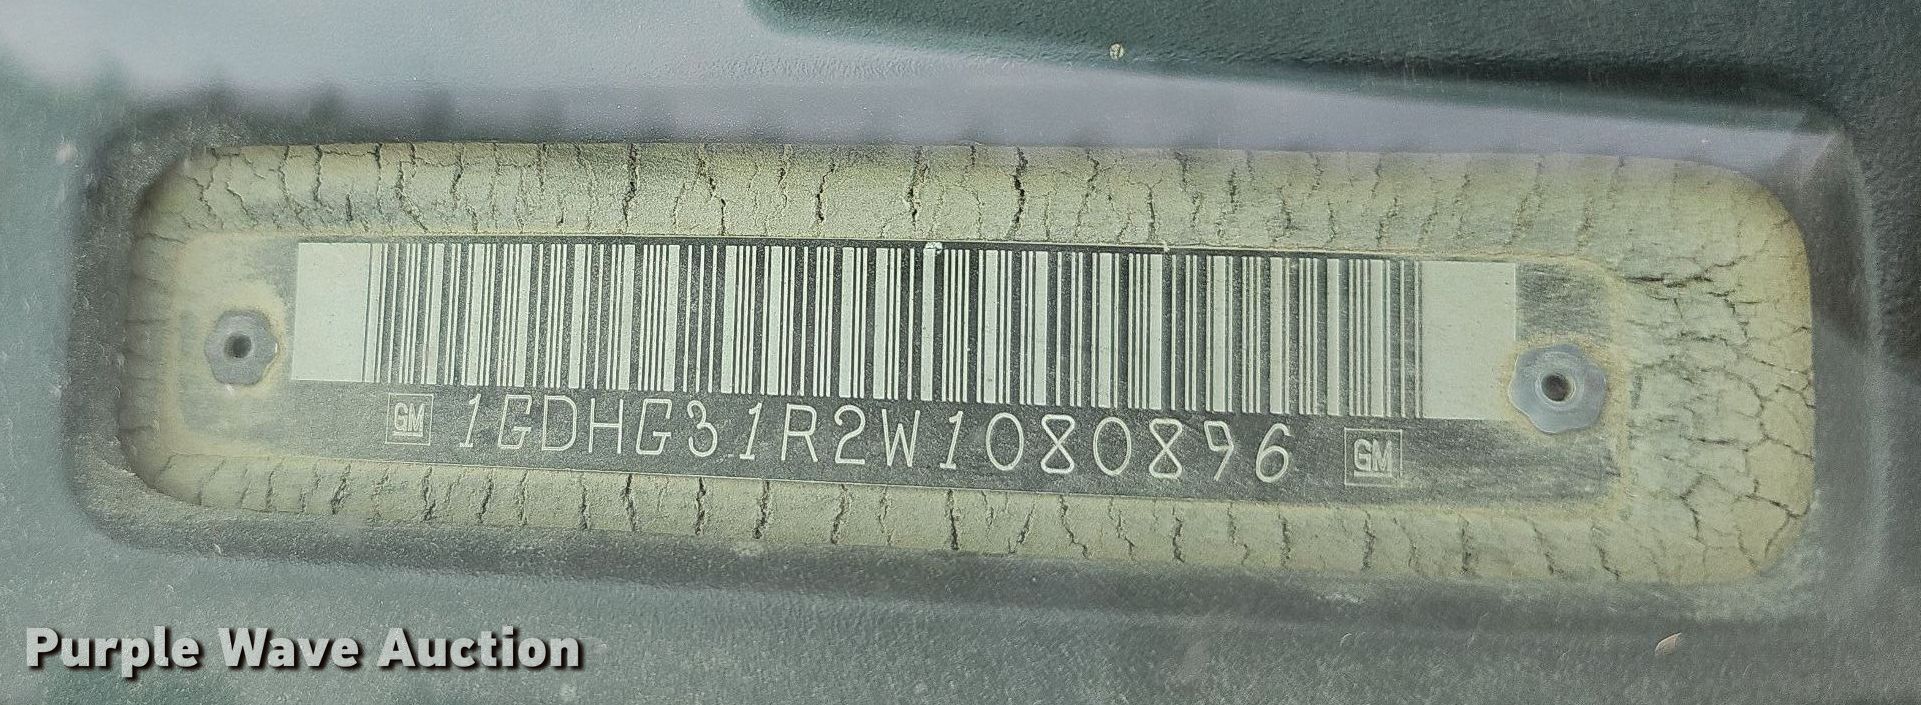 GM 1GDHG31R2W1080896 GM
Purple Wave Auction